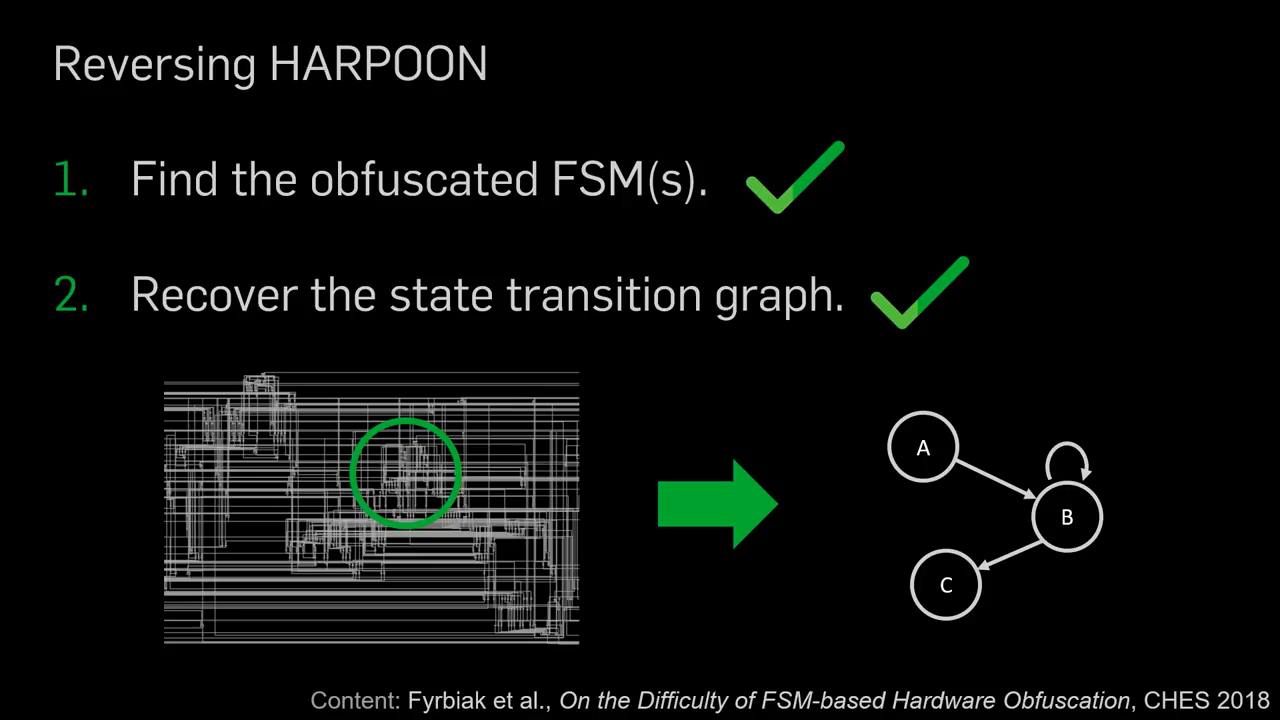 Reversing HARPOON
1. Find the obfuscated FSM(s).
2. Recover the state transition graph.
A
B
C
Content: Fyrbiak et al., On the Difficulty of FSM-based Hardware Obfuscation, CHES 2018